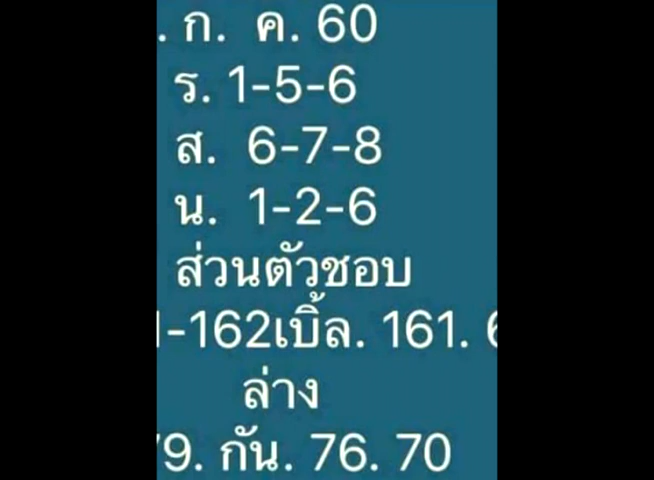 . ก. ค. 60
ร. 1-5-6
ส. 6-7-8
น. 1-2-6
ส่วนตัวชอบ
-162เบิ้ล. 161.
ล่าง
9. กัน. 76. 70